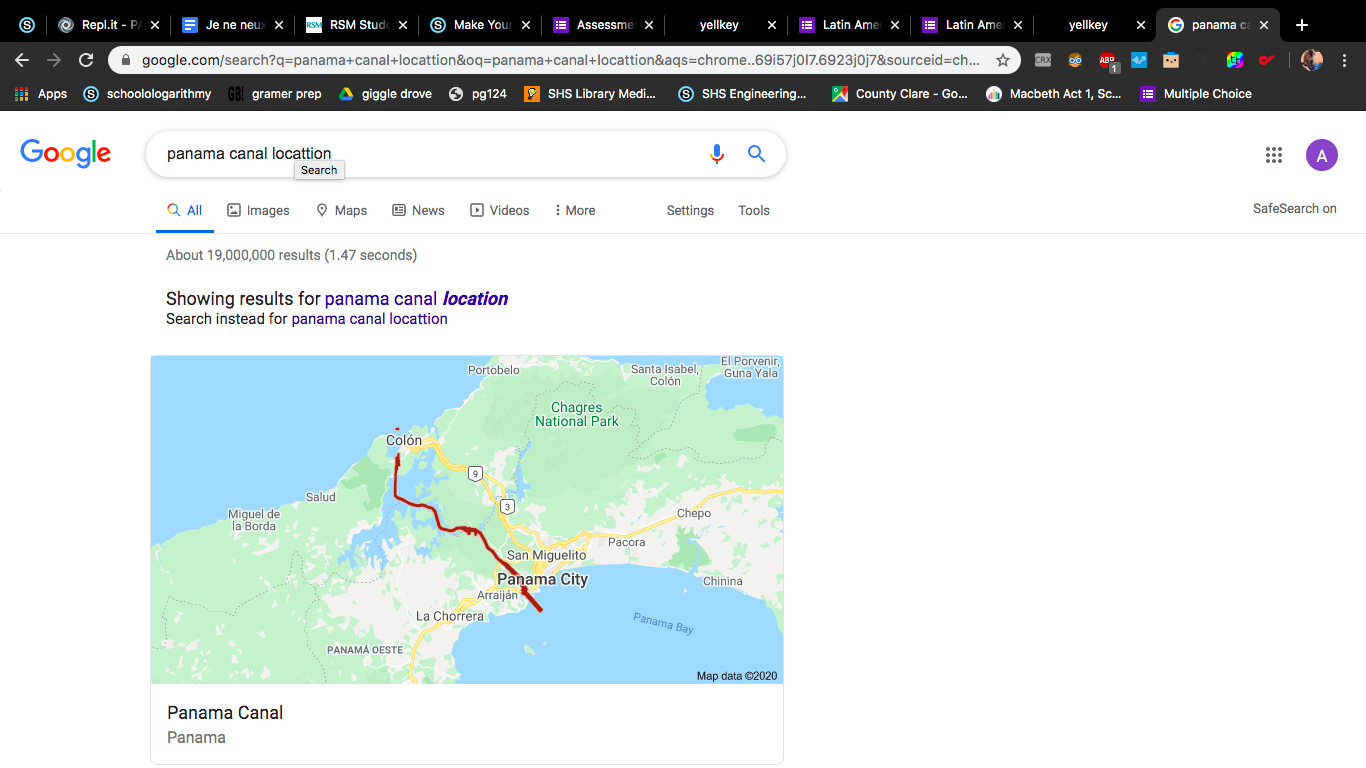 Repl.it - PA
Je ne neux
RSM Stude
Make Your
Assessme
yellkey
Latin Ame
Latin Ame
yellkey
panama ca
google.com/search?q=panama+canal+locattion&oq=panama+canal+locattion&aqs=chrome..69i57j0l7.6923j0j7&sourceid=ch...
CRX
ABP
1
Apps
schoolologarithmy
GB!
gramer prep
giggle drove
pg124
SHS Library Medi...
SHS Engineering...
County Clare - Go...
Macbeth Act 1, Sc...
Multiple Choice
Google
panama canal locattion
Search
A
All
Images
Maps
News
Videos
More
Settings
Tools
SafeSearch on
About 19,000,000 results (1.47 seconds)
Showing results for panama canal location
Search instead for panama canal locattion
Portobelo
Santa Isabel,
Colón
El Porvenir,
Guna Yala
Chagres
National Park
Colón
9
3
Salud
Miguel de
la Borda
Chepo
Pacora
San Miguelito
Panama City
Chinina
Arraiján
La Chorrera
Panama Bay
PANAMÁ OESTE
Map data ©2020
Panama Canal
Panama